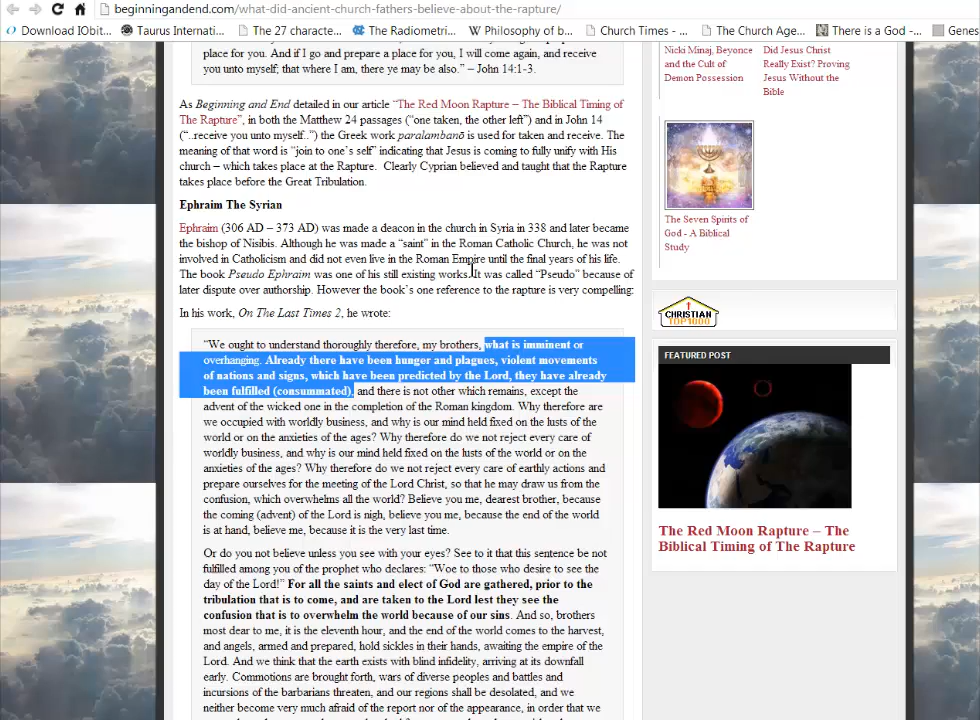 beginningandend.com/what-did-ancient-church-fathers-believe-about-the-rapture/
Download IObit... Taurus Internati... The 27 characte... The Radiometri... Philosophy of b... Church Times - ... The Church Age... There is a God -... Genes
place for you. And if I go and prepare a place for you, I will come again, and receive
you unto myself; that where I am, there ye may be also.” – John 14:1-3.
As Beginning and End detailed in our article “The Red Moon Rapture – The Biblical Timing of
The Rapture”, in both the Matthew 24 passages (“one taken, the other left”) and in John 14
(“..receive you unto myself..”) the Greek work paralambanō is used for taken and receive. The
meaning of that word is “join to one’s self” indicating that Jesus is coming to fully unify with His
church – which takes place at the Rapture. Clearly Cyprian believed and taught that the Rapture
takes place before the Great Tribulation.
Ephraim The Syrian
Ephraim (306 AD – 373 AD) was made a deacon in the church in Syria in 338 and later became
the bishop of Nisibis. Although he was made a “saint” in the Roman Catholic Church, he was not
involved in Catholicism and did not even live in the Roman Empire until the final years of his life.
The book Pseudo Ephraim was one of his still existing works. It was called “Pseudo” because of
later dispute over authorship. However the book’s one reference to the rapture is very compelling:
In his work, On The Last Times 2, he wrote:
“We ought to understand thoroughly therefore, my brothers, what is imminent or
overhanging. Already there have been hunger and plagues, violent movements
of nations and signs, which have been predicted by the Lord, they have already
been fulfilled (consummated), and there is not other which remains, except the
advent of the wicked one in the completion of the Roman kingdom. Why therefore are
we occupied with worldly business, and why is our mind held fixed on the lusts of the
world or on the anxieties of the ages? Why therefore do we not reject every care of
worldly business, and why is our mind held fixed on the lusts of the world or on the
anxieties of the ages? Why therefore do we not reject every care of earthly actions and
prepare ourselves for the meeting of the Lord Christ, so that he may draw us from the
confusion, which overwhelms all the world? Believe you me, dearest brother, because
the coming (advent) of the Lord is nigh, believe you me, because the end of the world
is at hand, believe me, because it is the very last time.
Or do you not believe unless you see with your eyes? See to it that this sentence be not
fulfilled among you of the prophet who declares: “Woe to those who desire to see the
day of the Lord!” For all the saints and elect of God are gathered, prior to the
tribulation that is to come, and are taken to the Lord lest they see the
confusion that is to overwhelm the world because of our sins. And so, brothers
most dear to me, it is the eleventh hour, and the end of the world comes to the harvest,
and angels, armed and prepared, hold sickles in their hands, awaiting the empire of the
Lord. And we think that the earth exists with blind infidelity, arriving at its downfall
early. Commotions are brought forth, wars of diverse peoples and battles and
incursions of the barbarians threaten, and our regions shall be desolated, and we
neither become very much afraid of the report nor of the appearance, in order that we
Nicki Minaj, Beyonce
and the Cult of
Demon Possession
Did Jesus Christ
Really Exist? Proving
Jesus Without the
Bible
The Seven Spirits of
God - A Biblical
Study
CHRISTIAN
TOP1000
FEATURED POST
The Red Moon Rapture – The
Biblical Timing of The Rapture